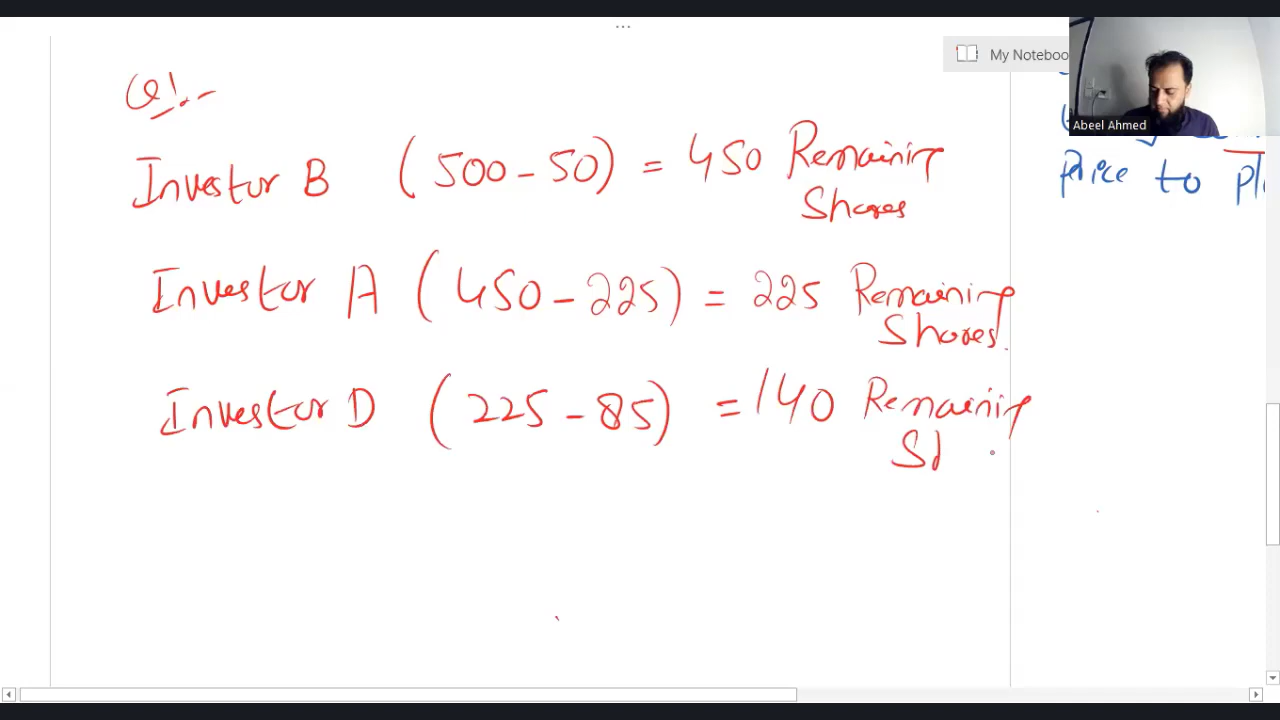 My Notebook
Abeel Ahmed
Q1:-
Investor B (500 - 50) = 450 Remaining
Shares
Price to
Investor A (450 - 225) = 225 Remaining
Shares.
Investor D (225 - 85) = 140 Remaining